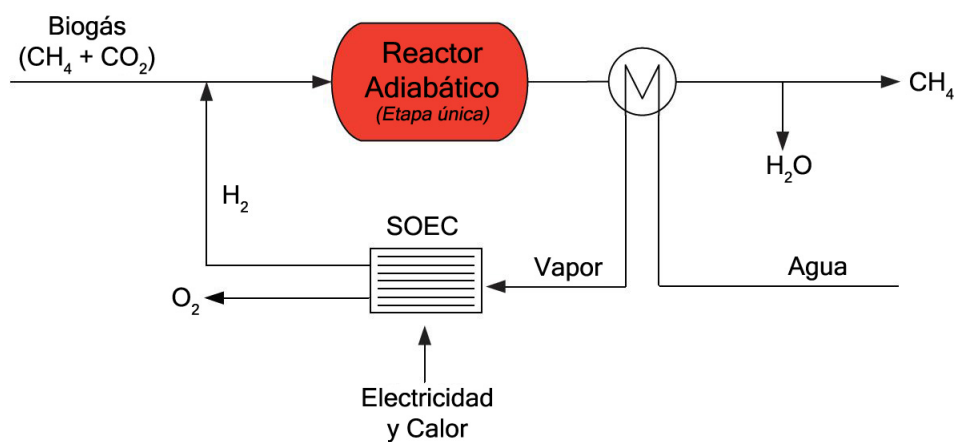 Biogás
(CH₄ + CO₂)
Reactor
Adiabático
(Etapa única)
CH₄
H₂O
H₂
SOEC
Vapor
Agua
O₂
Electricidad
y Calor